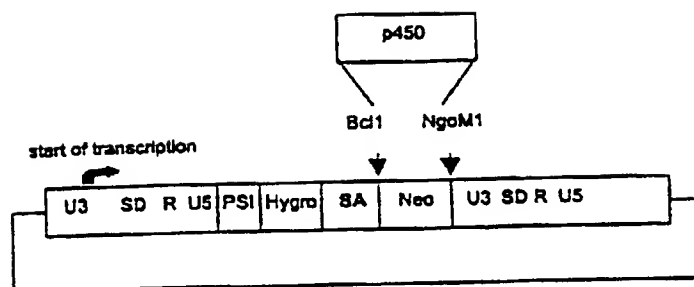 p450
Bcl1 NgoM1
start of transcription
U3 SD R U5 PSI Hygro SA Neo U3 SD R U5